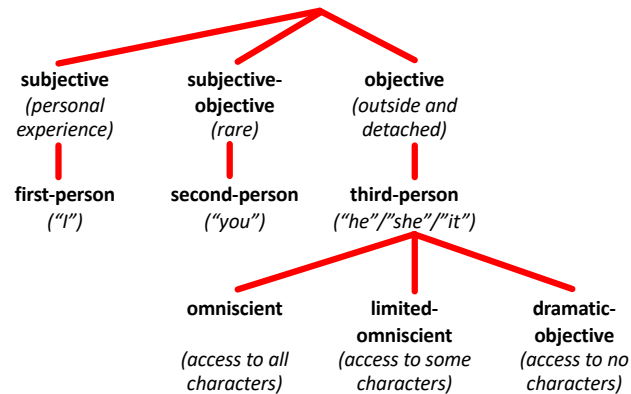 subjective
(personal
experience)
subjective-
objective
(rare)
objective
(outside and
detached)
first-person
(“I”)
second-person
(“you”)
third-person
(“he”/”she”/”it”)
omniscient
(access to all
characters)
limited-
omniscient
(access to some
characters)
dramatic-
objective
(access to no
characters)